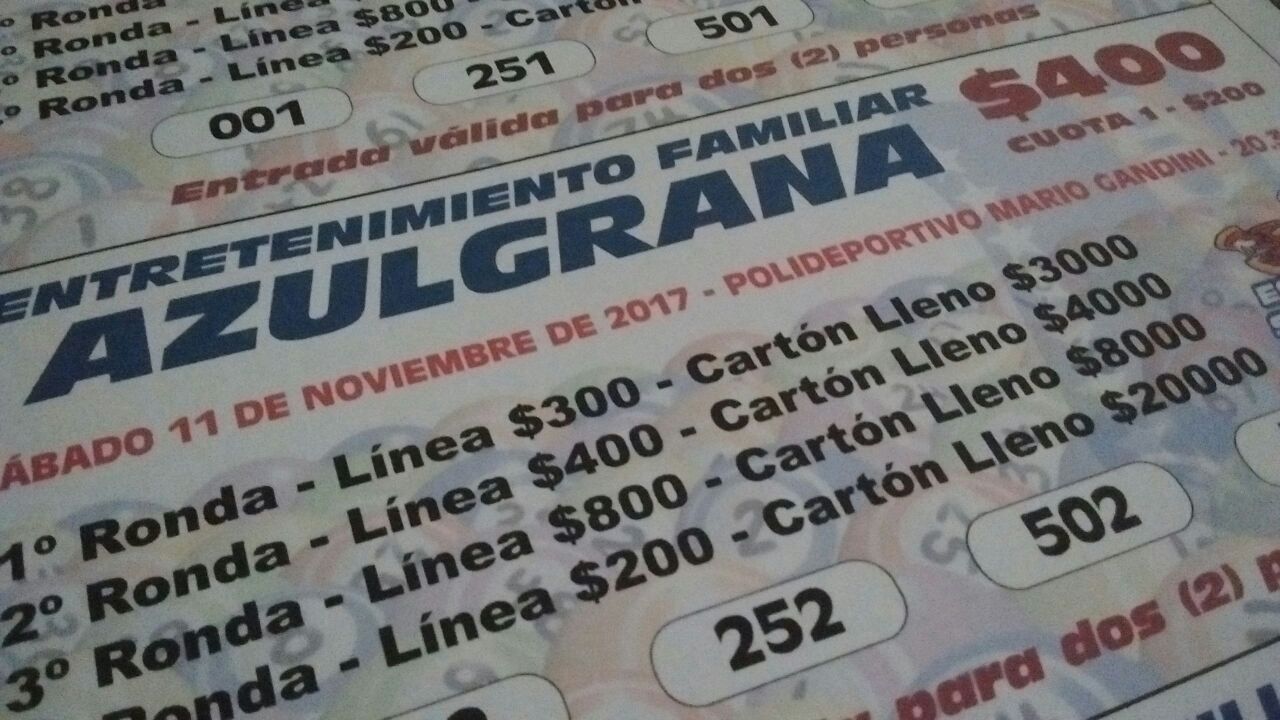 Ronda
Ronda - Línea
Ronda - Línea $800
Ronda - Línea $200 - Cartón
001 251 501
Entrada válida para dos (2) personas
ENTRETENIMIENTO FAMILIAR
AZULGRANA
$400
CUOTA 1 - $200
ÁBADO 11 DE NOVIEMBRE DE 2017 - POLIDEPORTIVO MARIO GANDINI - 20.3
1º Ronda - Línea $300 - Cartón Lleno $3000
2º Ronda - Línea $400 - Cartón Lleno $4000
3º Ronda - Línea $800 - Cartón Lleno $8000
Ronda - Línea $200 - Cartón Lleno $20000
252 502
para dos (2) p